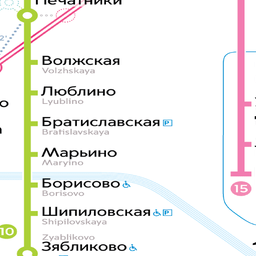 Печатники
Волжская
Volzhskaya
Люблино
Lyublino
Братиславская P
Bratislavskaya
Марьино
Maryino
Борисово
Borisovo
15
Шипиловская P
Shipilovskaya
10
Zyablikovo
Зябликово